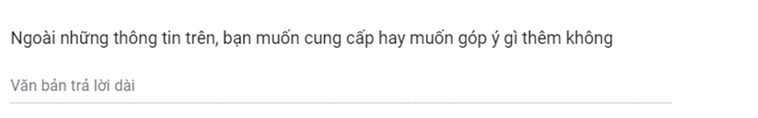 Ngoài những thông tin trên, bạn muốn cung cấp hay muốn góp ý gì thêm không
Văn bản trả lời dài